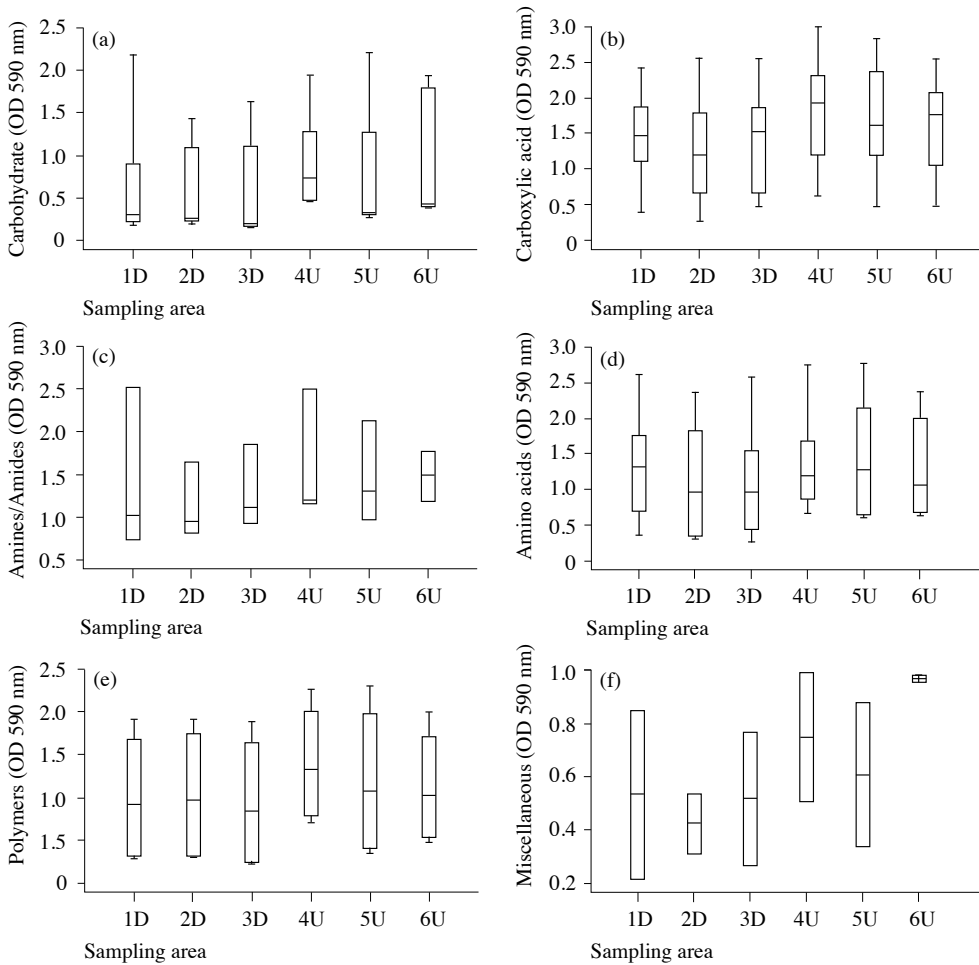 (a)
Carbohydrate (OD 590 nm)
2.5
2.0
1.5
1.0
0.5
0
1D 2D 3D 4U 5U 6U
Sampling area
(b)
Carboxylic acid (OD 590 nm)
3.0
2.5
2.0
1.5
1.0
0.5
0
1D 2D 3D 4U 5U 6U
Sampling area
(c)
Amines/Amides (OD 590 nm)
3.0
2.5
2.0
1.5
1.0
0.5
1D 2D 3D 4U 5U 6U
Sampling area
(d)
Amino acids (OD 590 nm)
3.0
2.5
2.0
1.5
1.0
0.5
0
1D 2D 3D 4U 5U 6U
Sampling area
(e)
Polymers (OD 590 nm)
2.5
2.0
1.5
1.0
1.5
0
1D 2D 3D 4U 5U 6U
Sampling area
(f)
Miscellaneous (OD 590 nm)
1.0
0.8
0.6
0.4
0.2
1D 2D 3D 4U 5U 6U
Sampling area